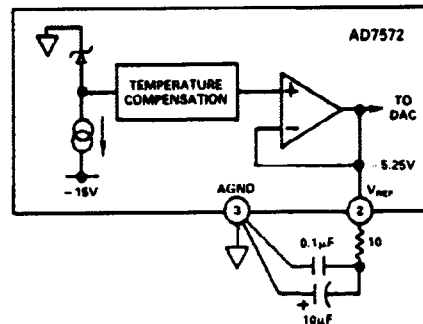 AD7572
TEMPERATURE
COMPENSATION
+
−
TO
DAC
−15V
−5.25V
AGND
VREF
3
2
0.1μF
10
+
10μF